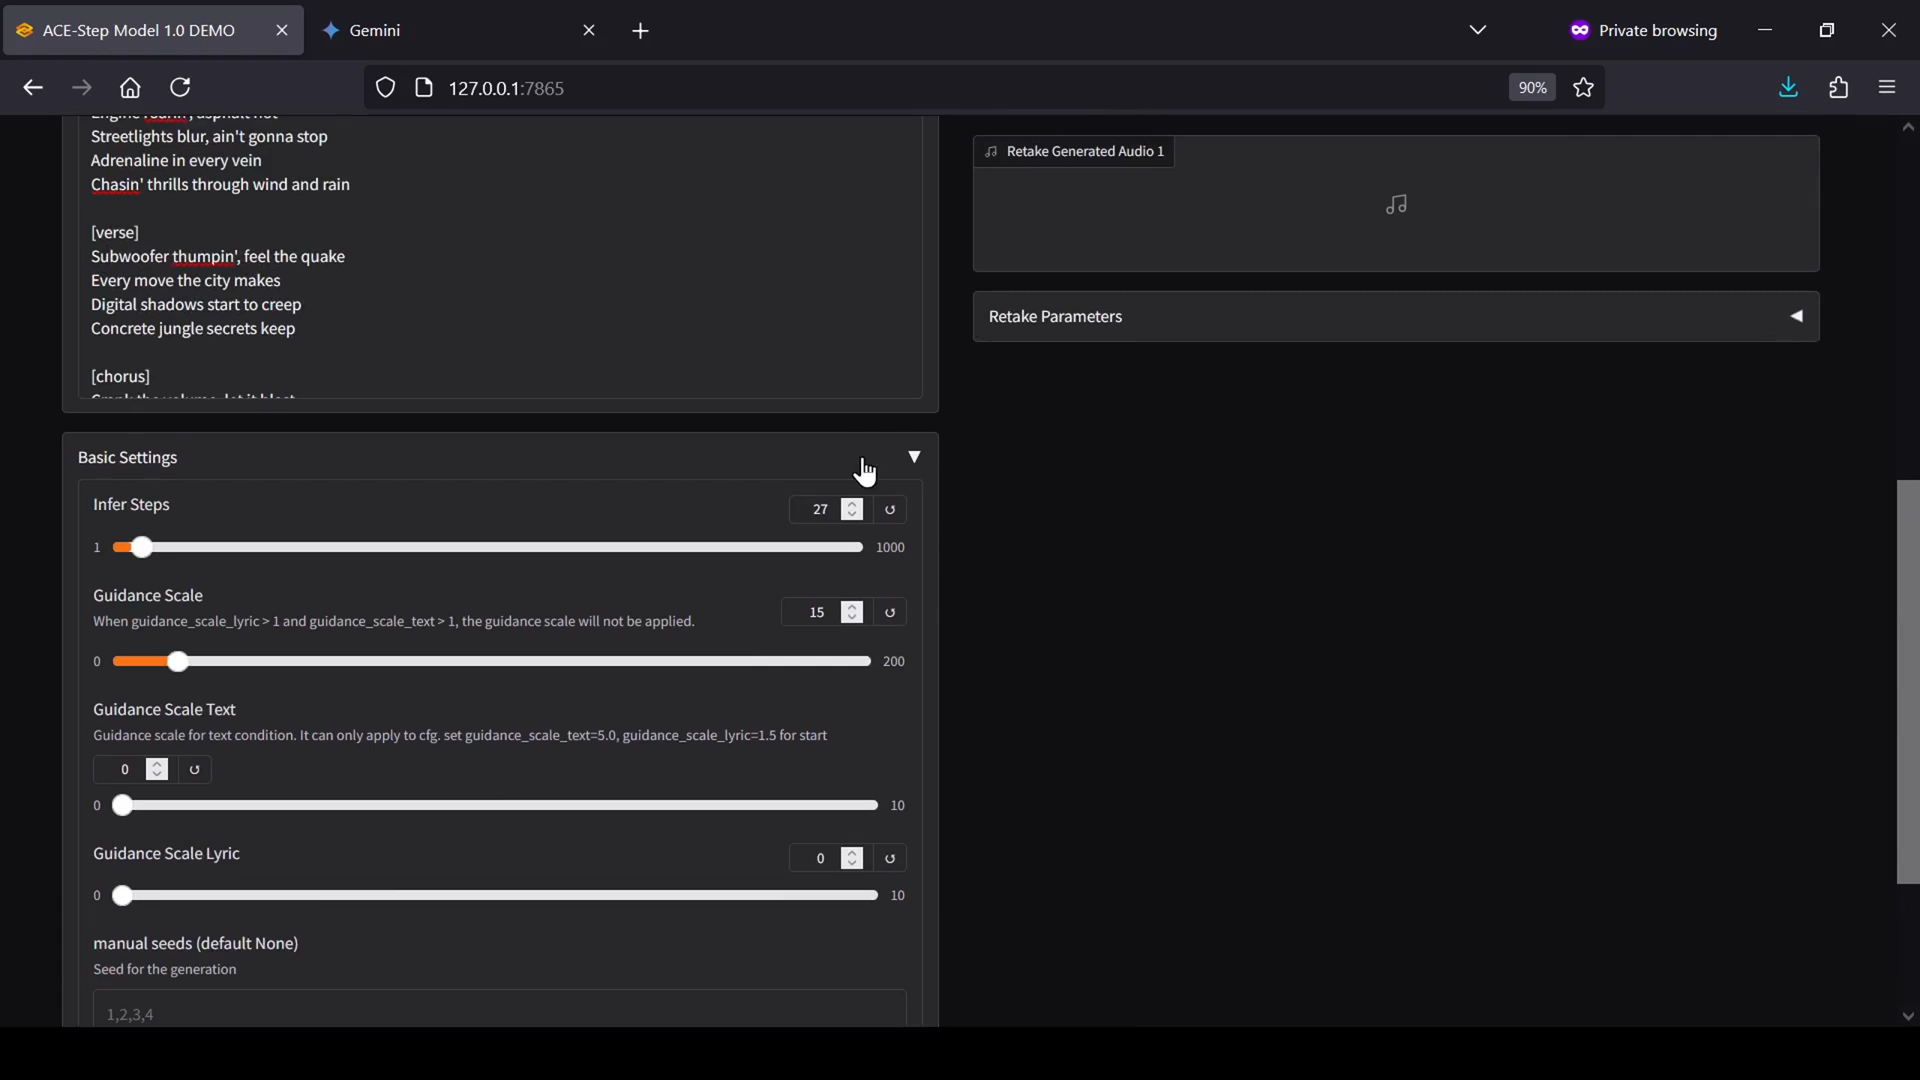 ACE-Step Model 1.0 DEMO
Gemini
Private browsing
127.0.0.1:7865
90%
Streetlights blur, ain't gonna stop
Adrenaline in every vein
Chasin' thrills through wind and rain
[verse]
Subwoofer thumpin', feel the quake
Every move the city makes
Digital shadows start to creep
Concrete jungle secrets keep
[chorus]
Basic Settings
Infer Steps
27
1
1000
Guidance Scale
When guidance_scale_lyric > 1 and guidance_scale_text > 1, the guidance scale will not be applied.
15
0
200
Guidance Scale Text
Guidance scale for text condition. It can only apply to cfg. set guidance_scale_text=5.0, guidance_scale_lyric=1.5 for start
0
0
10
Guidance Scale Lyric
0
0
10
manual seeds (default None)
Seed for the generation
1,2,3,4
Retake Generated Audio 1
Retake Parameters